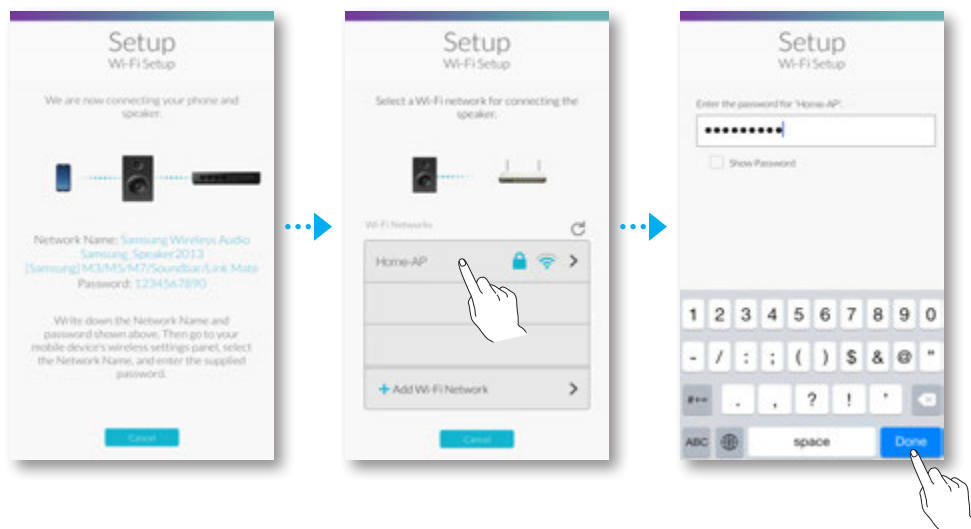 Setup
Wi-Fi Setup
We are now connecting your phone and
speaker.
Network Name: Samsung Wireless Audio
Samsung_Speaker2013
[Samsung] M3/M5/M7/Soundbar/Link Mate
Password: 1234567890
Write down the Network Name and
password shown above. Then go to your
mobile device's wireless settings panel, select
the Network Name, and enter the supplied
password.
Cancel
Setup
Wi-Fi Setup
Select a Wi-Fi network for connecting the
speaker.
Wi-Fi Networks
Home-AP
+ Add Wi-Fi Network
Cancel
Setup
Wi-Fi Setup
Enter the password for 'Home-AP'.
•••••••••
Show Password
1 2 3 4 5 6 7 8 9 0
- / : ; ( ) $ & @ "
#+= . , ? ! '
ABC space Done